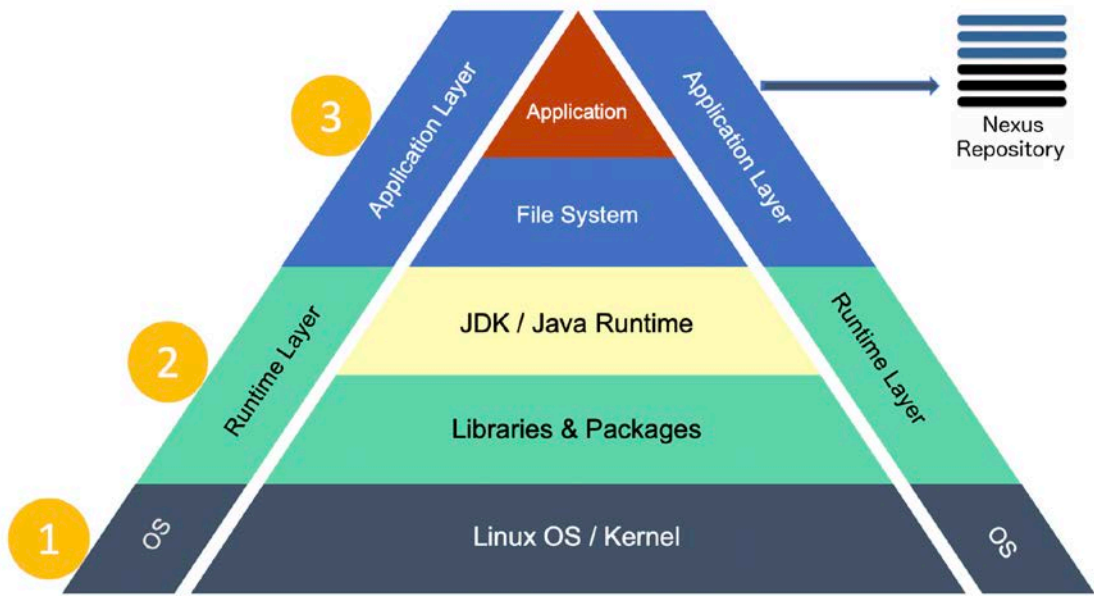 3
Application Layer
Application
Application Layer
Nexus
Repository
File System
2
Runtime Layer
JDK / Java Runtime
Runtime Layer
Libraries & Packages
1
OS
Linux OS / Kernel
OS